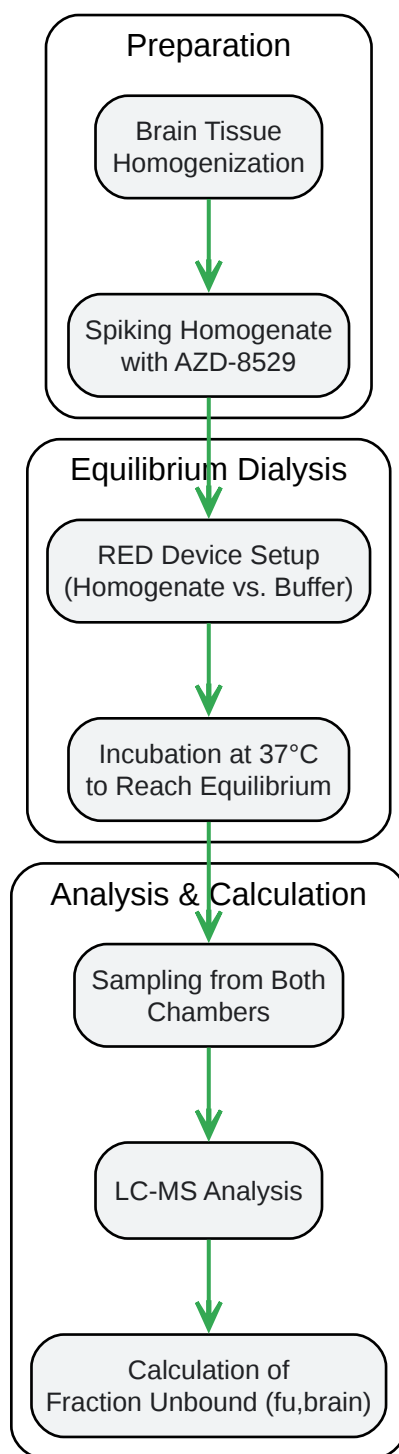 Preparation
Brain Tissue
Homogenization
Spiking Homogenate
with AZD-8529
Equilibrium Dialysis
RED Device Setup
(Homogenate vs. Buffer)
Incubation at 37°C
to Reach Equilibrium
Analysis & Calculation
Sampling from Both
Chambers
LC-MS Analysis
Calculation of
Fraction Unbound (fu,brain)